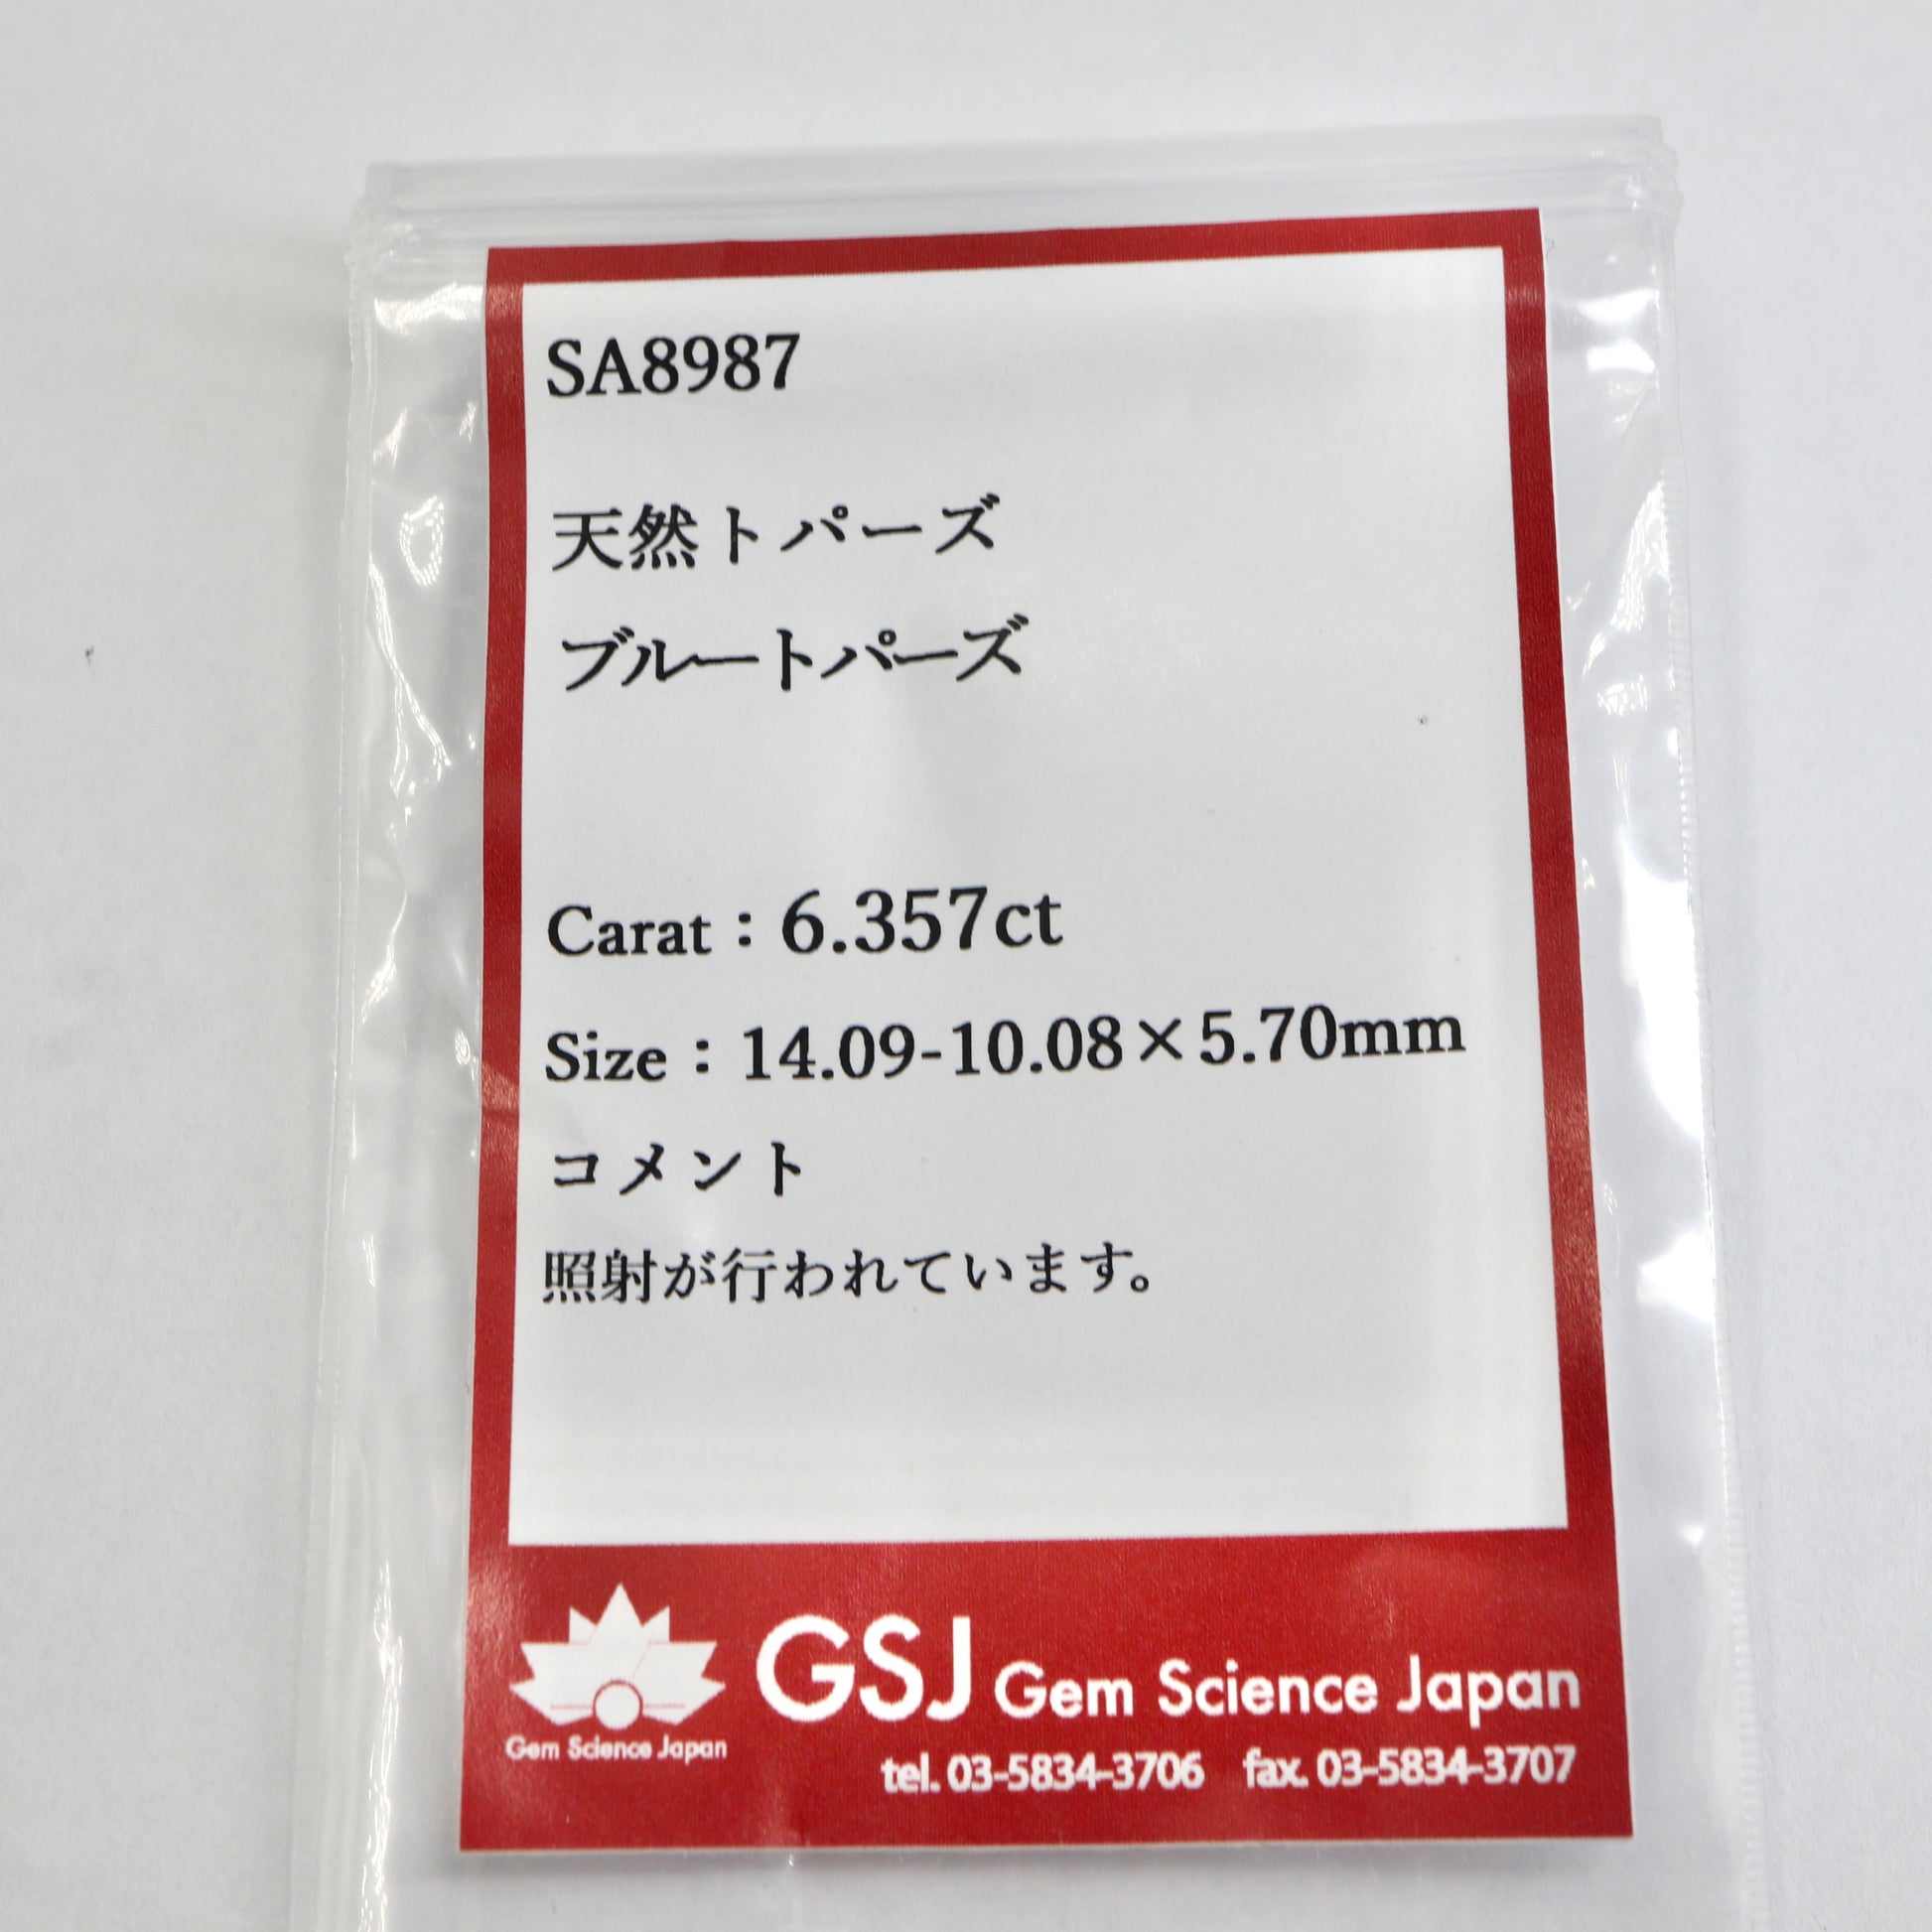 SA8987
天然トパーズ
ブルートパーズ
Carat：6.357ct
Size：14.09-10.08×5.70mm
コメント
照射が行われています。
GSJ Gem Science Japan
Gem Science Japan
tel. 03-5834-3706 fax. 03-5834-3707